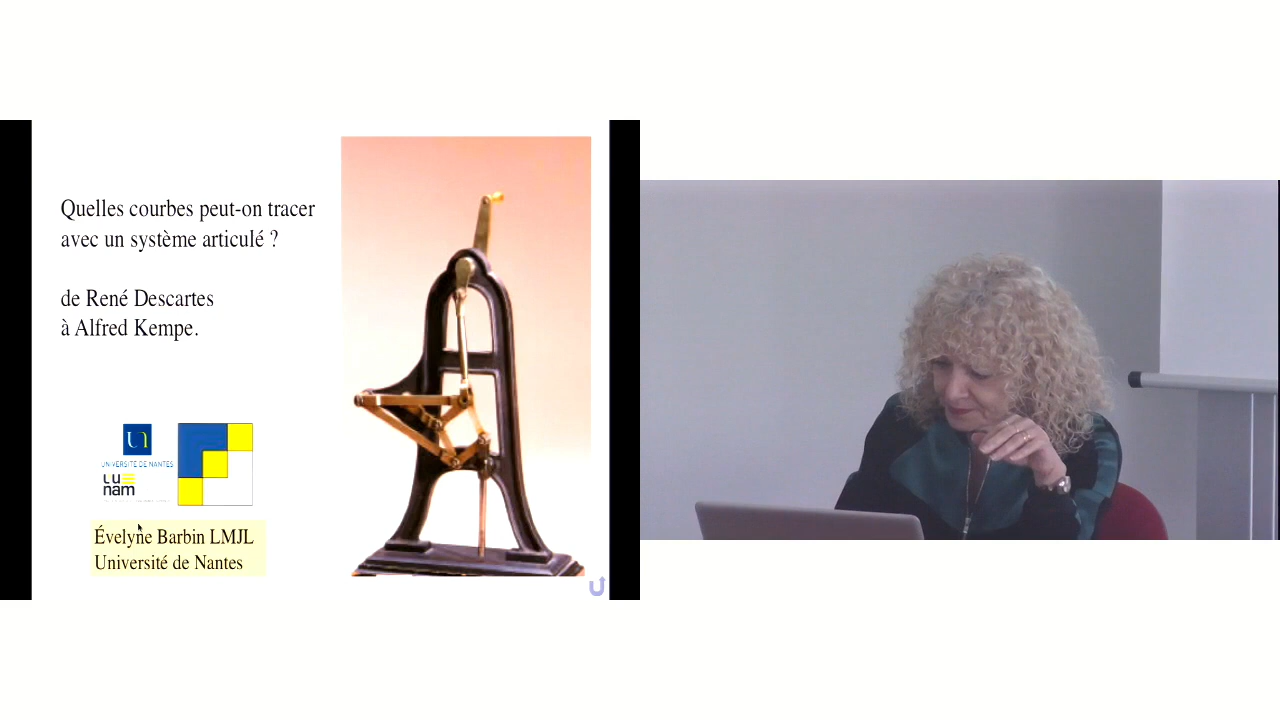 Quelles courbes peut-on tracer
avec un système articulé ?
de René Descartes
à Alfred Kempe.
UNIVERSITÉ DE NANTES
LU
nam
Évelyne Barbin LMJL
Université de Nantes